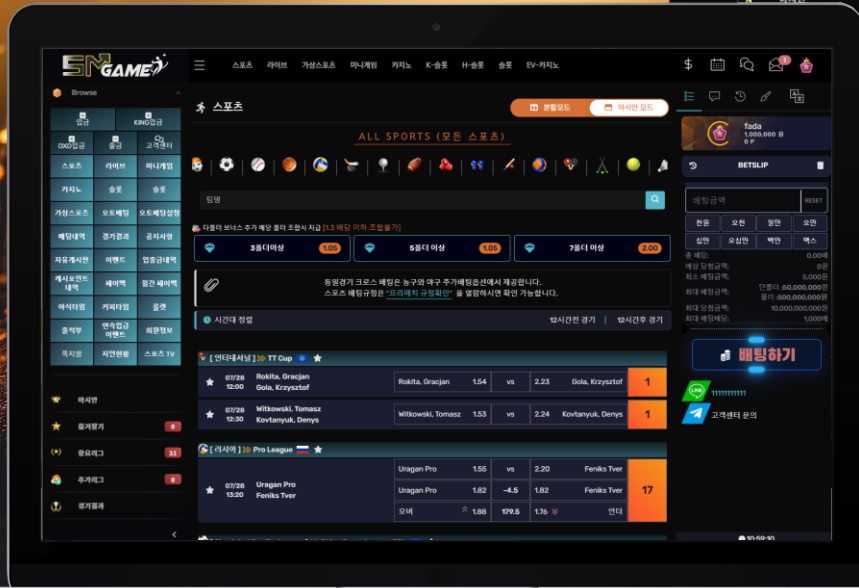 SN GAME
스포츠 라이브 가상스포츠 미니게임 카지노 K-슬롯 H-슬롯 슬롯 EV-카지노
1
Browse
입금 KING입금
OXO입금 출금 고객센터
스포츠 라이브 미니게임
카지노 슬롯 슬롯
가상스포츠 오토베팅 오토베팅설정
배당내역 경기결과 공지사항
자유게시판 이벤트 입출금내역
게시포인트 내역 페이백 월간 페이백
마식타임 커피타임 룰렛
출석부 연속입금 이벤트 회원정보
쪽지함 지인현황 스포츠 TV
아시안
즐겨찾기 0
중요리그 31
추가리그 0
경기결과
스포츠
분할모드 아시안 모드
ALL SPORTS (모든 스포츠)
팀명
다폴더 보너스 추가 배당 폴더 조합시 지급 [1.3 배당 이하 조합불가]
3폴더이상 1.05 5폴더 이상 1.05 7폴더 이상 2.00
동일경기 크로스 베팅은 농구와 야구 추가베팅옵션에서 제공합니다.
스포츠 베팅규정은 "프리매치 규정확인" 을 열람하시면 확인 가능합니다.
시간대 정렬 12시간전 경기 | 12시간후 경기
[ 인터내셔널 ] TT Cup
07/28 12:00 Rokita, Gracjan Gola, Krzysztof Rokita, Gracjan 1.54 vs 2.23 Gola, Krzysztof 1
07/28 12:30 Witkowski, Tomasz Kovtanyuk, Denys Witkowski, Tomasz 1.53 vs 2.24 Kovtanyuk, Denys 1
[ 러시아 ] Pro League
Uragan Pro 1.55 vs 2.20 Feniks Tver
07/28 13:20 Uragan Pro Feniks Tver Uragan Pro 1.82 -4.5 1.82 Feniks Tver 17
오버 1.88 179.5 1.76 언더
fada
1,000,000 원
0 P
BETSLIP
배팅금액 RESET
천원 오천 일만 오만
십만 오십만 백만 맥스
총 배당: 0.00배
예상 당첨금액: 0원
최소 배팅금액: 5,000원
최대 배팅금액: 단폴더 :50,000,000원
폴더 :500,000,000원
최대 당첨금액: 10,000,000,000원
최대 배팅배당: 1,000배
배팅하기
LINE 1111111111
고객센터 문의
10:59:10